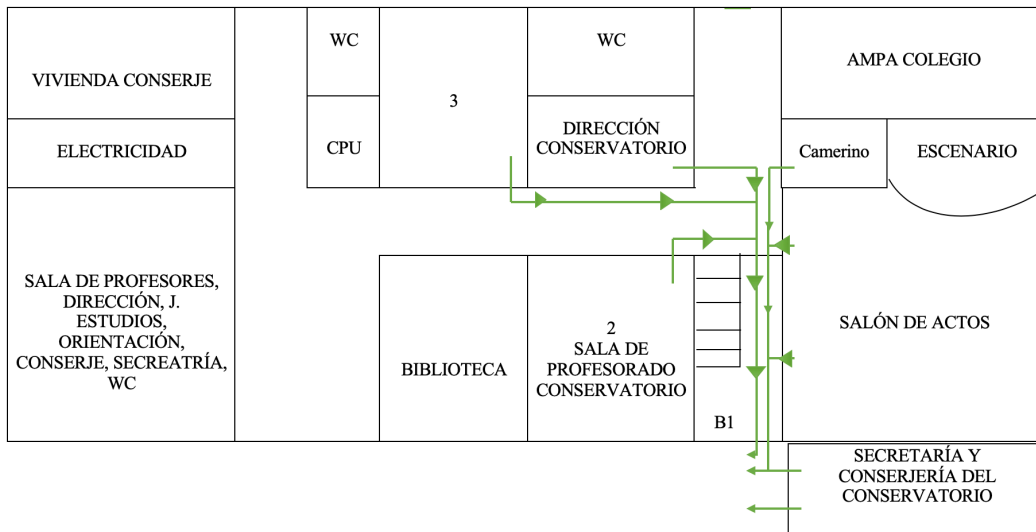 VIVIENDA CONSERJE
ELECTRICIDAD
SALA DE PROFESORES,
DIRECCIÓN, J.
ESTUDIOS,
ORIENTACIÓN,
CONSERJE, SECREATRÍA,
WC
WC
CPU
3
WC
DIRECCIÓN
CONSERVATORIO
AMPA COLEGIO
Camerino
ESCENARIO
BIBLIOTECA
2
SALA DE
PROFESORADO
CONSERVATORIO
B1
SALÓN DE ACTOS
SECRETARÍA Y
CONSERJERÍA DEL
CONSERVATORIO